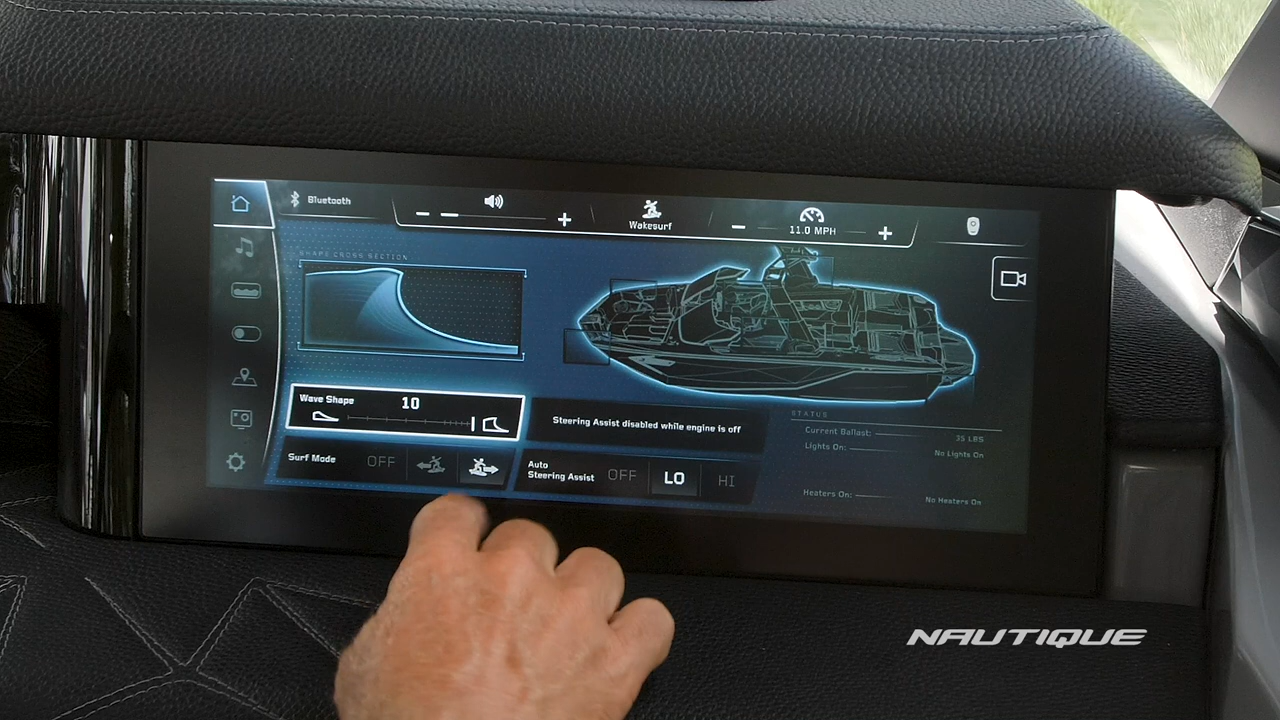 Bluetooth
Wakesurf
11.0 MPH
SHAPE CROSS SECTION
Wave Shape 10
Steering Assist disabled while engine is off
STATUS
Current Ballast: 35 LBS
Lights On: No Lights On
Surf Mode OFF
Auto
Steering Assist OFF LO HI
Heaters On: No Heaters On
NAUTIQUE